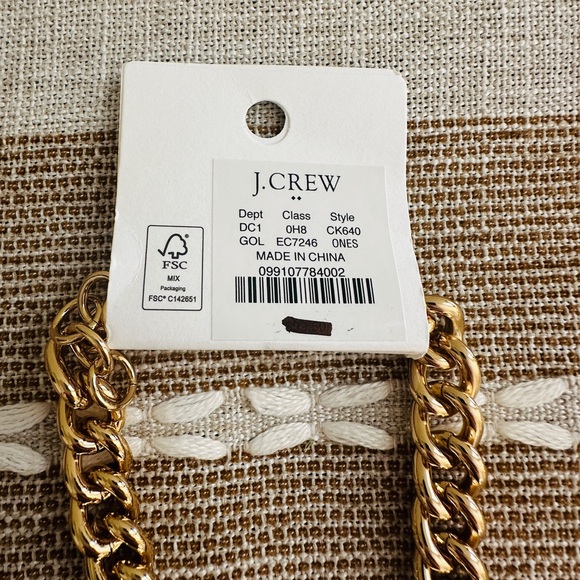 J.CREW
Dept Class Style
DC1 0H8 CK640
GOL EC7246 ONES
MADE IN CHINA
099107784002
FSC
MIX
Packaging
FSC® C142651